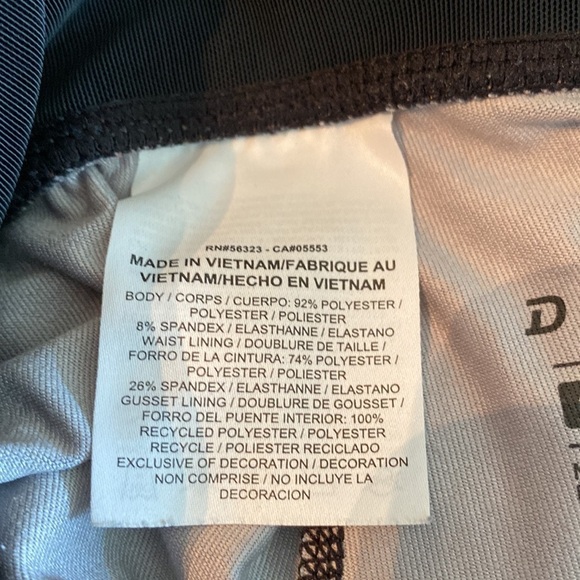 RN#56323 - CA#05553
MADE IN VIETNAM/FABRIQUE AU
VIETNAM/HECHO EN VIETNAM
BODY / CORPS / CUERPO: 92% POLYESTER /
POLYESTER / POLIESTER
8% SPANDEX / ELASTHANNE / ELASTANO
WAIST LINING / DOUBLURE DE TAILLE /
FORRO DE LA CINTURA: 74% POLYESTER /
POLYESTER / POLIESTER
26% SPANDEX / ELASTHANNE / ELASTANO
GUSSET LINING / DOUBLURE DE GOUSSET /
FORRO DEL PUENTE INTERIOR: 100%
RECYCLED POLYESTER / POLYESTER
RECYCLE / POLIESTER RECICLADO
EXCLUSIVE OF DECORATION / DECORATION
NON COMPRISE / NO INCLUYE LA
DECORACION
D